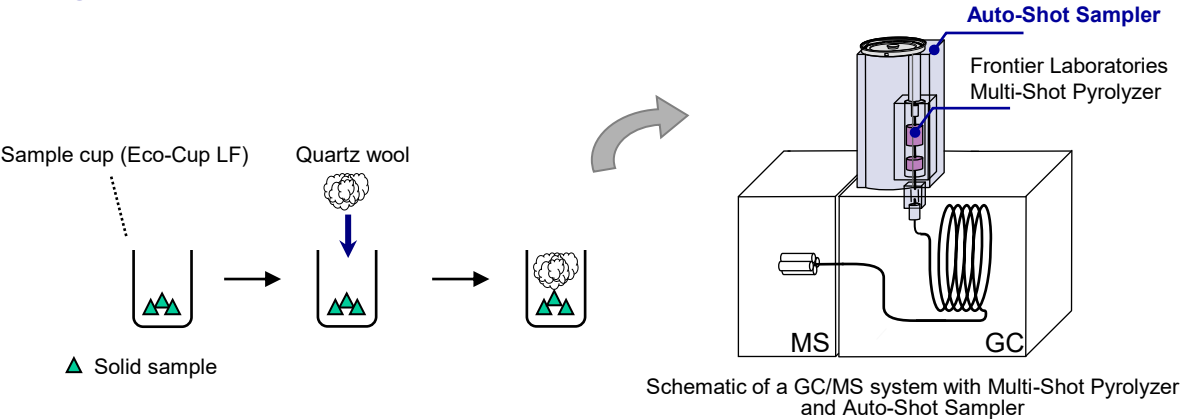 Auto-Shot Sampler
Frontier Laboratories
Multi-Shot Pyrolyzer
Sample cup (Eco-Cup LF)
Quartz wool
Solid sample
MS
GC
Schematic of a GC/MS system with Multi-Shot Pyrolyzer
and Auto-Shot Sampler